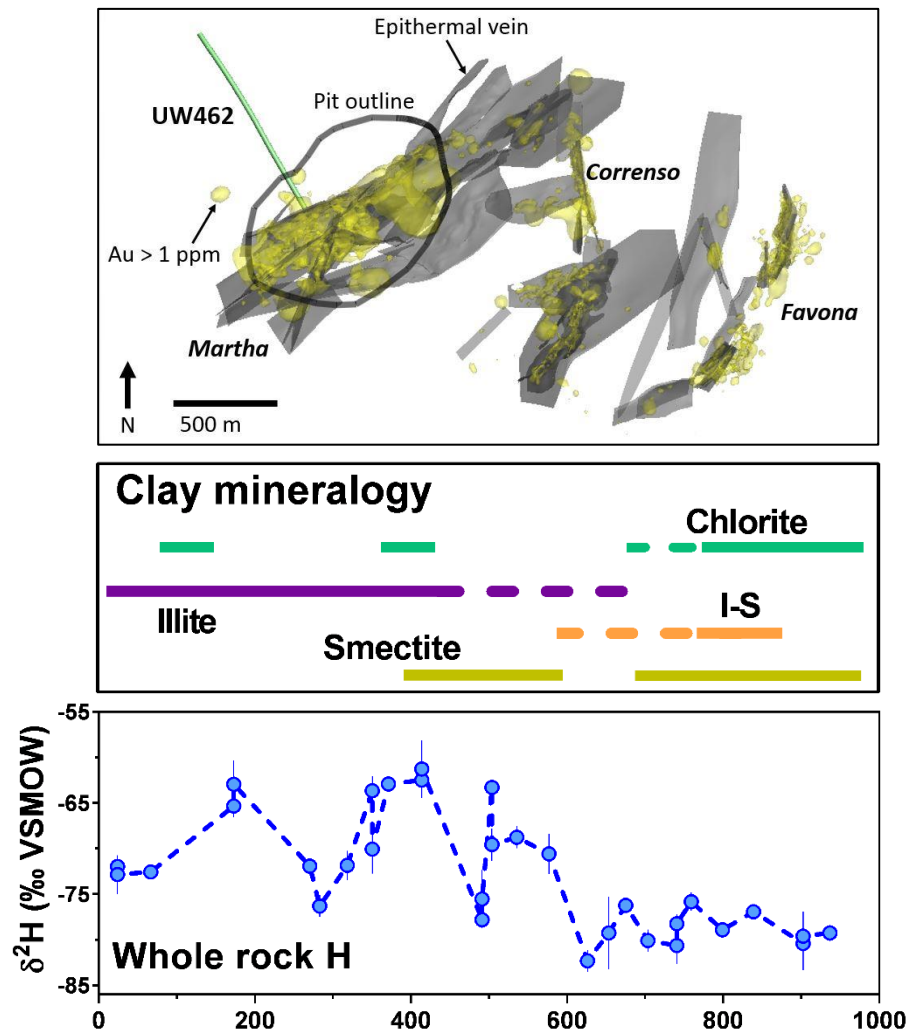 Epithermal vein
Pit outline
UW462
Correnso
Au > 1 ppm
Favona
Martha
N
500 m
Clay mineralogy
Chlorite
Illite
I-S
Smectite
-55
-65
-75
-85
δ²H (‰ VSMOW)
Whole rock H
0 200 400 600 800 1000